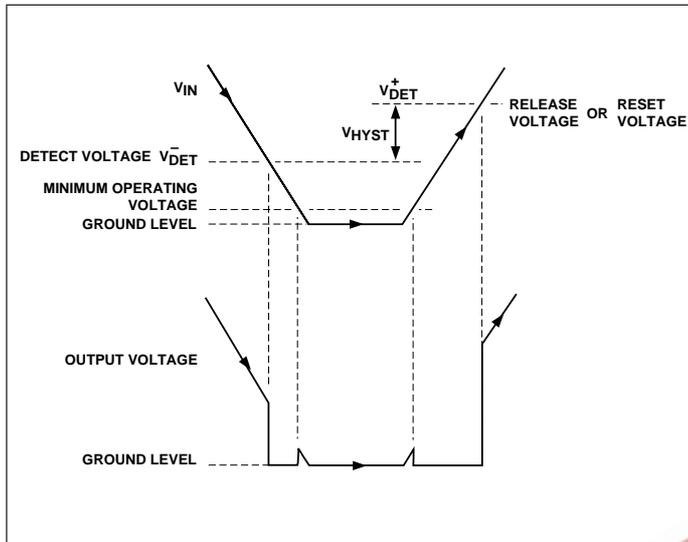 VIN
V+DET
RELEASE VOLTAGE OR RESET VOLTAGE
VHYST
DETECT VOLTAGE V-DET
MINIMUM OPERATING
VOLTAGE
GROUND LEVEL
OUTPUT VOLTAGE
GROUND LEVEL